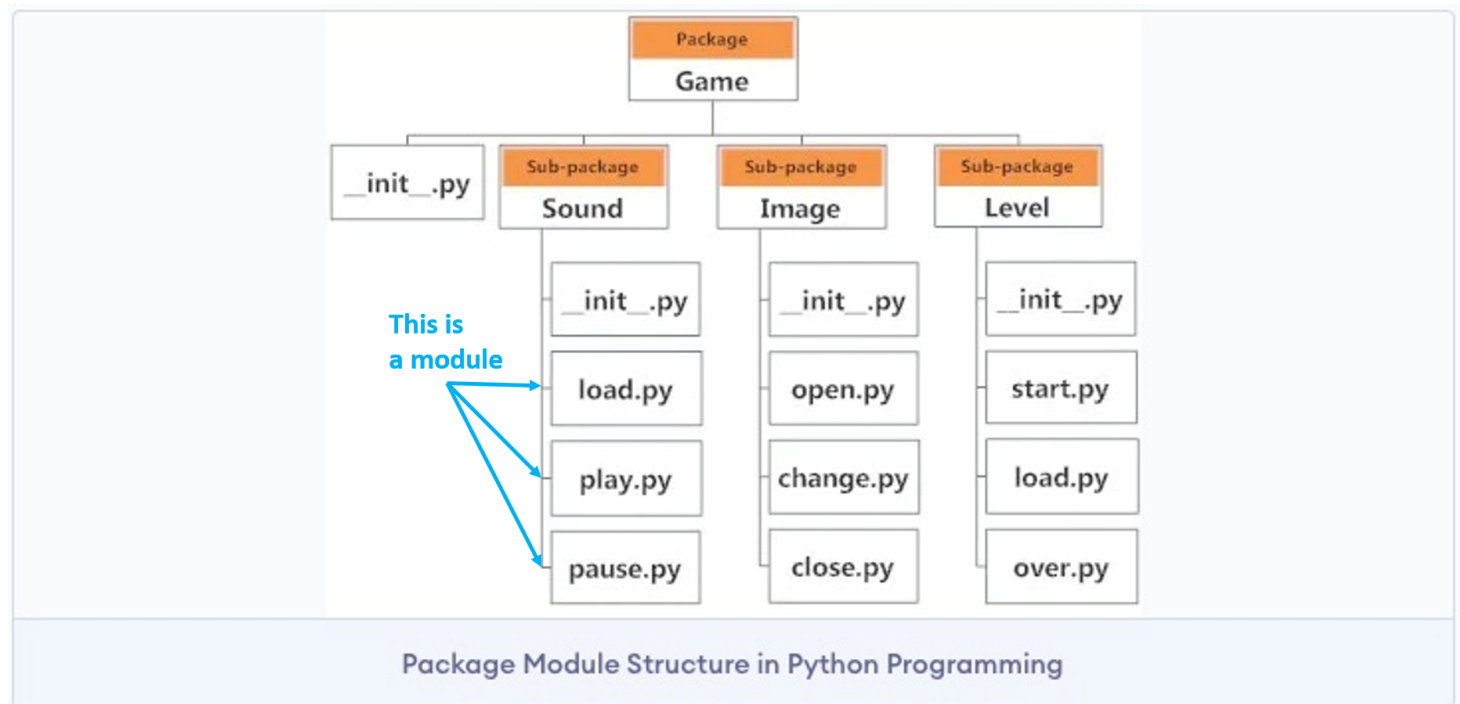 Package
Game
__init__.py
Sub-package
Sound
Sub-package
Image
Sub-package
Level
__init__.py
__init__.py
__init__.py
This is
a module
load.py
open.py
start.py
play.py
change.py
load.py
pause.py
close.py
over.py
Package Module Structure in Python Programming